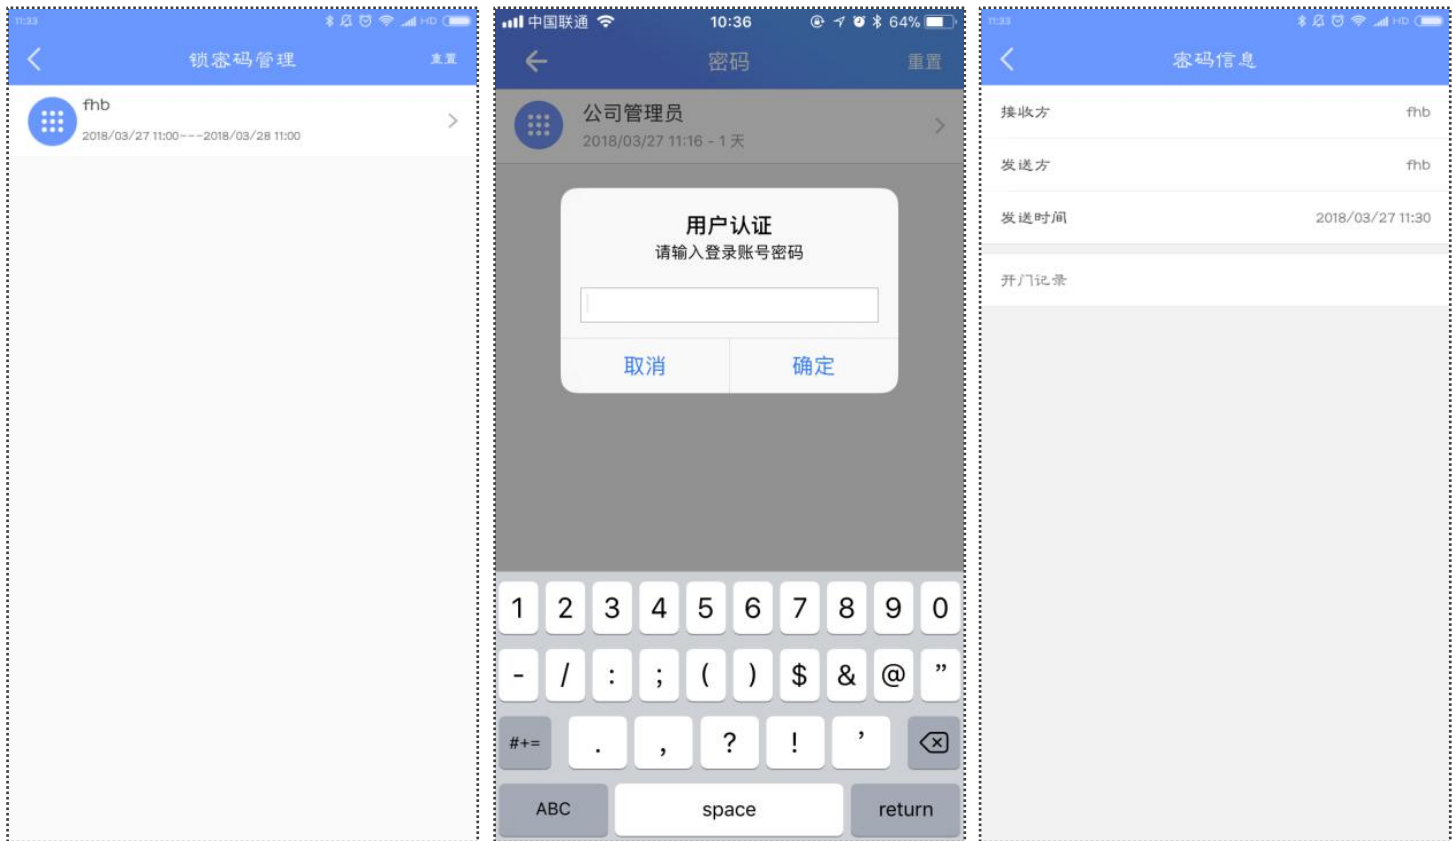 11:33
HD
锁密码管理
重置
fhb
2018/03/27 11:00---2018/03/28 11:00
中国联通
10:36
64%
密码
重置
公司管理员
2018/03/27 11:16 - 1 天
用户认证
请输入登录账号密码
取消
确定
1 2 3 4 5 6 7 8 9 0
- / : ; ( ) $ & @ ”
#+= . , ? ! ’
ABC space return
11:33
HD
密码信息
接收方 fhb
发送方 fhb
发送时间 2018/03/27 11:30
开门记录